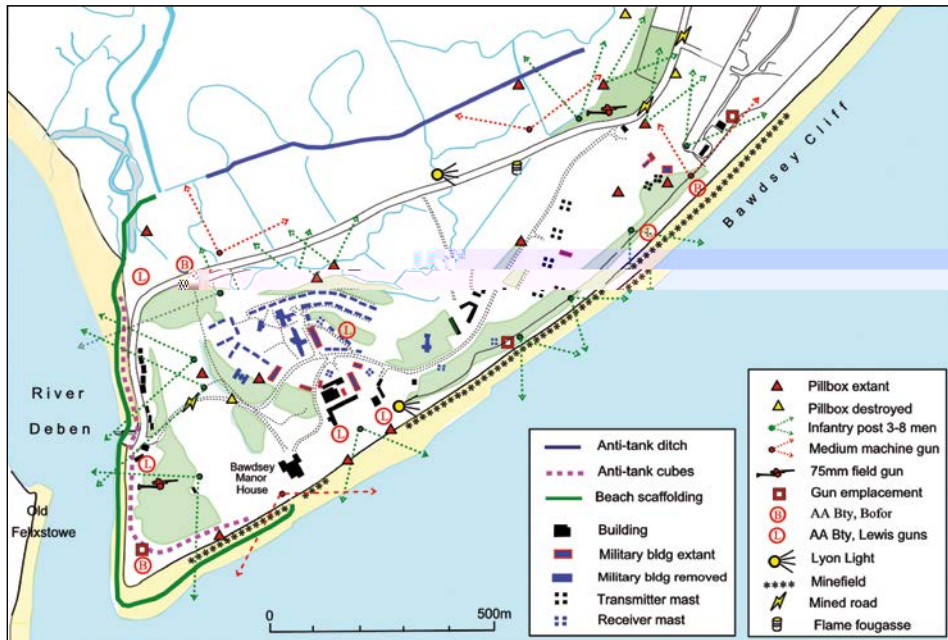 Bawdsey Cliff
B
L
L
B
L
River
Deben
L
L
L
Bawdsey
Manor
House
Old
Felixstowe
B
0
500m
Anti-tank ditch
Anti-tank cubes
Beach scaffolding
Building
Military bldg extant
Military bldg removed
Transmitter mast
Receiver mast
Pillbox extant
Pillbox destroyed
Infantry post 3-8 men
Medium machine gun
75mm field gun
Gun emplacement
B AA Bty, Bofor
L AA Bty, Lewis guns
Lyon Light
Minefield
Mined road
Flame fougasse